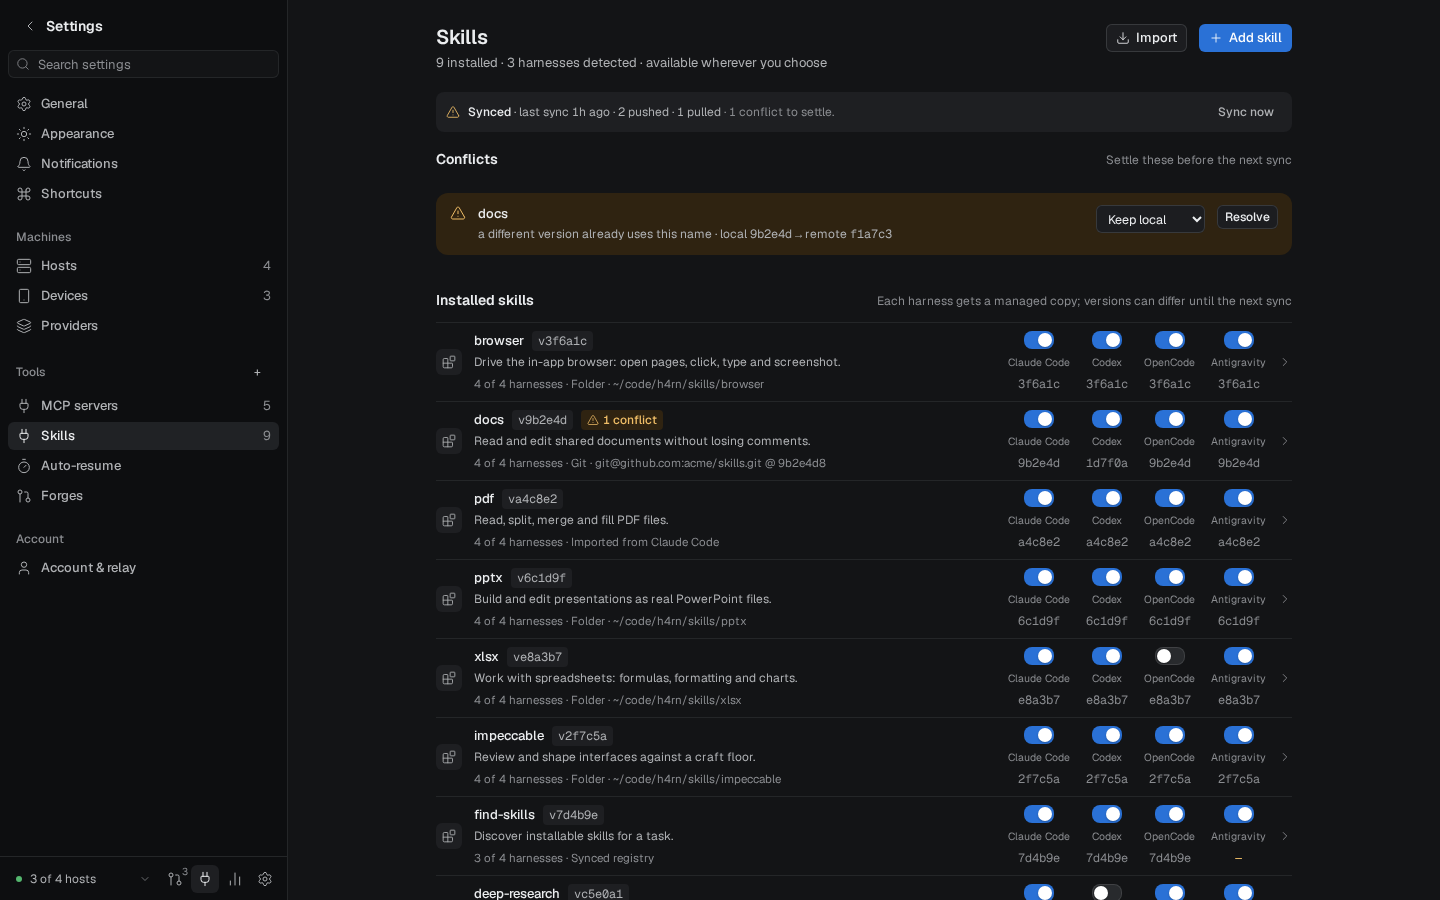 Settings
Search settings
General
Appearance
Notifications
Shortcuts
Machines
Hosts 4
Devices 3
Providers
Tools +
MCP servers 5
Skills 9
Auto-resume
Forges
Account
Account & relay
3 of 4 hosts 3
Skills
Import
Add skill
9 installed · 3 harnesses detected · available wherever you choose
Synced · last sync 1h ago · 2 pushed · 1 pulled · 1 conflict to settle.
Sync now
Conflicts
Settle these before the next sync
docs
Keep local
Resolve
a different version already uses this name · local 9b2e4d → remote f1a7c3
Installed skills
Each harness gets a managed copy; versions can differ until the next sync
browser v3f6a1c
Drive the in-app browser: open pages, click, type and screenshot.
Claude Code Codex OpenCode Antigravity
4 of 4 harnesses · Folder · ~/code/h4rn/skills/browser
3f6a1c 3f6a1c 3f6a1c 3f6a1c
docs v9b2e4d 1 conflict
Read and edit shared documents without losing comments.
Claude Code Codex OpenCode Antigravity
4 of 4 harnesses · Git · git@github.com:acme/skills.git @ 9b2e4d8
9b2e4d 1d7f0a 9b2e4d 9b2e4d
pdf va4c8e2
Read, split, merge and fill PDF files.
Claude Code Codex OpenCode Antigravity
4 of 4 harnesses · Imported from Claude Code
a4c8e2 a4c8e2 a4c8e2 a4c8e2
pptx v6c1d9f
Build and edit presentations as real PowerPoint files.
Claude Code Codex OpenCode Antigravity
4 of 4 harnesses · Folder · ~/code/h4rn/skills/pptx
6c1d9f 6c1d9f 6c1d9f 6c1d9f
xlsx ve8a3b7
Work with spreadsheets: formulas, formatting and charts.
Claude Code Codex OpenCode Antigravity
4 of 4 harnesses · Folder · ~/code/h4rn/skills/xlsx
e8a3b7 e8a3b7 e8a3b7 e8a3b7
impeccable v2f7c5a
Review and shape interfaces against a craft floor.
Claude Code Codex OpenCode Antigravity
4 of 4 harnesses · Folder · ~/code/h4rn/skills/impeccable
2f7c5a 2f7c5a 2f7c5a 2f7c5a
find-skills v7d4b9e
Discover installable skills for a task.
Claude Code Codex OpenCode Antigravity
3 of 4 harnesses · Synced registry
7d4b9e 7d4b9e 7d4b9e —
deep-research vc5e0a1